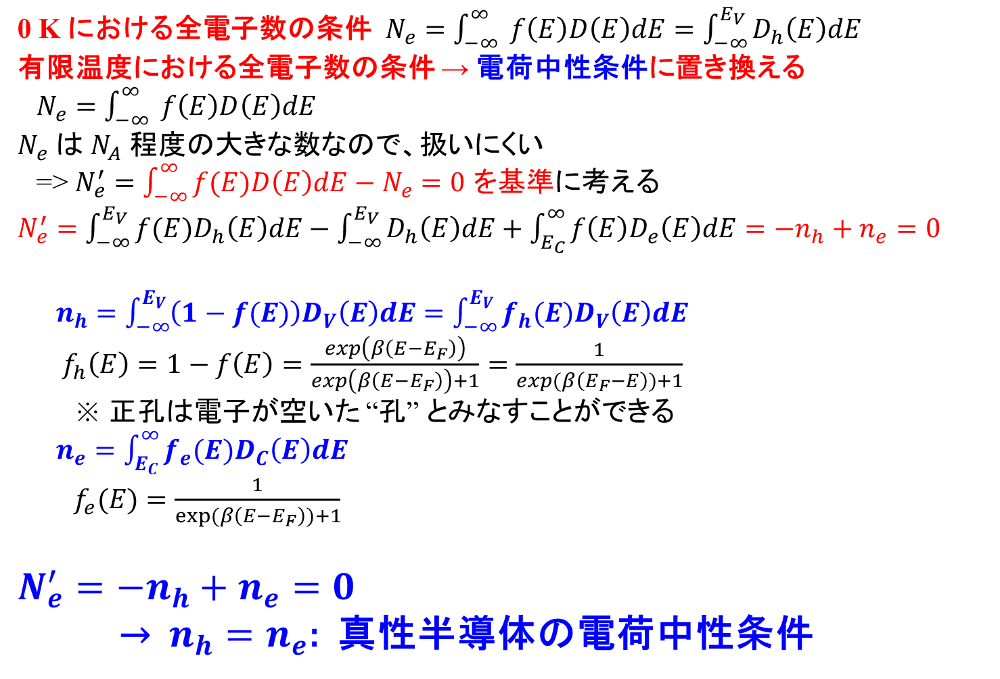 0 K における全電子数の条件 $N_e = \int_{-\infty}^{\infty} f(E)D(E)dE = \int_{-\infty}^{E_V} D_h(E)dE$
有限温度における全電子数の条件 → 電荷中性条件に置き換える
$N_e = \int_{-\infty}^{\infty} f(E)D(E)dE$
$N_e$ は $N_A$ 程度の大きな数なので、扱いにくい
=> $N_e' = \int_{-\infty}^{\infty} f(E)D(E)dE - N_e = 0$ を基準に考える
$N_e' = \int_{-\infty}^{E_V} f(E)D_h(E)dE - \int_{-\infty}^{E_V} D_h(E)dE + \int_{E_C}^{\infty} f(E)D_e(E)dE = -n_h + n_e = 0$
$n_h = \int_{-\infty}^{E_V} (1 - f(E))D_V(E)dE = \int_{-\infty}^{E_V} f_h(E)D_V(E)dE$
$f_h(E) = 1 - f(E) = \frac{exp(\beta(E-E_F))}{exp(\beta(E-E_F))+1} = \frac{1}{exp(\beta(E_F-E))+1}$
※ 正孔は電子が空いた “孔” とみなすことができる
$n_e = \int_{E_C}^{\infty} f_e(E)D_C(E)dE$
$f_e(E) = \frac{1}{\exp(\beta(E-E_F))+1}$
$N_e' = -n_h + n_e = 0$
→ $n_h = n_e$: 真性半導体の電荷中性条件